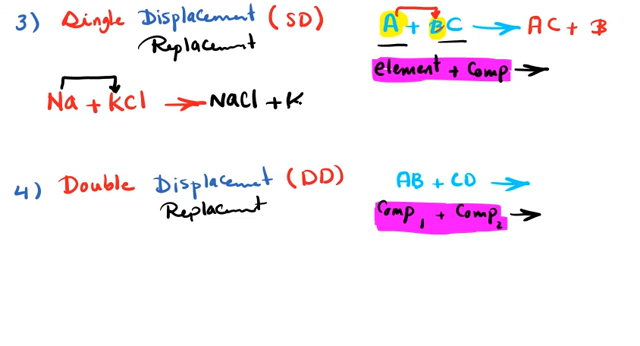 3) Single Displacement (SD)
Replacement
A + BC → AC + B
element + Comp →
Na + KCl → NaCl + K
4) Double Displacement (DD)
Replacement
AB + CD →
Comp₁ + Comp₂ →